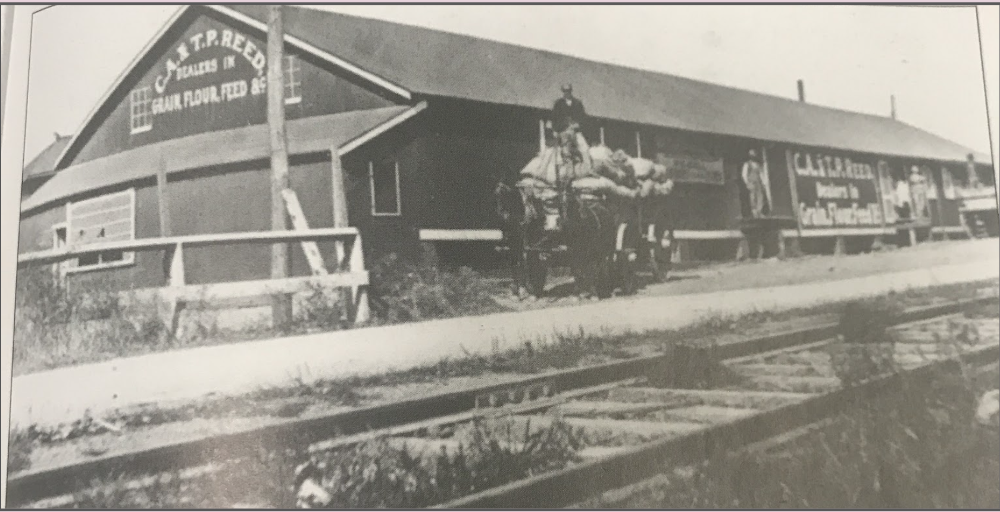 C.A. & T.P. REED.
DEALERS IN
GRAIN, FLOUR, FEED &C
C.A. & T.P. REED
Dealers in
Grain, Flour, Feed